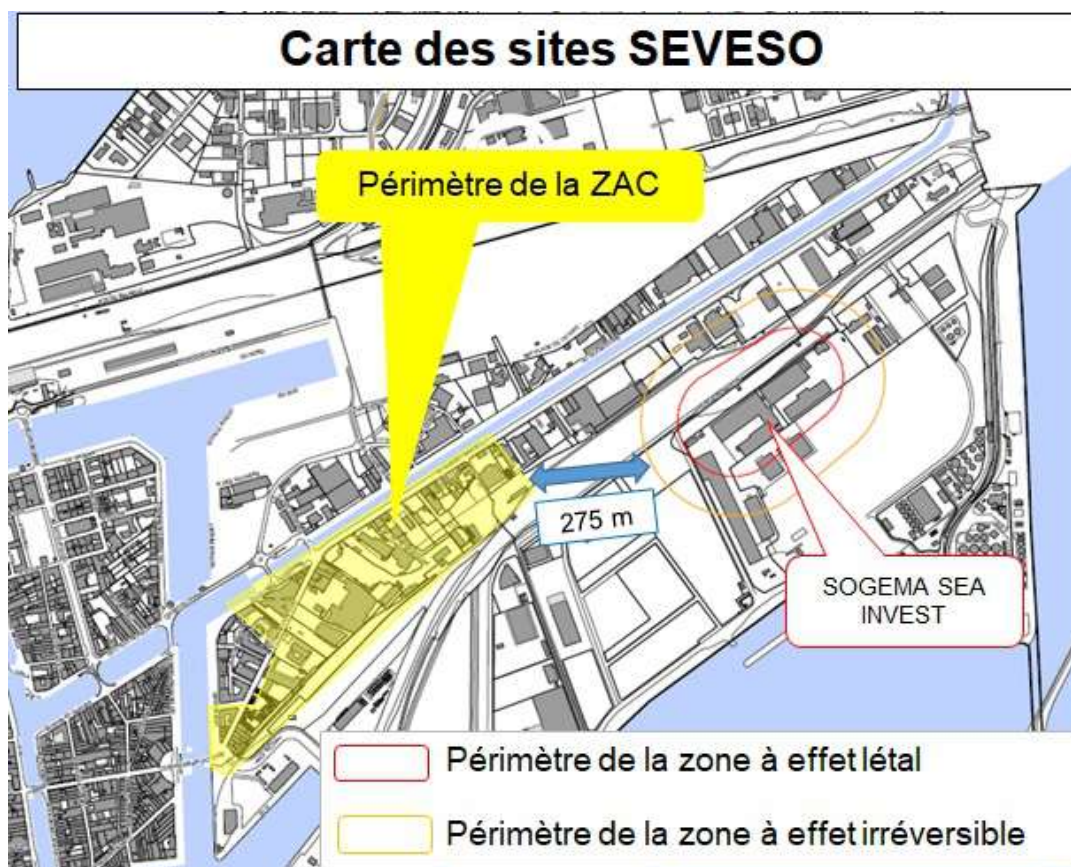 Carte des sites SEVESO
Périmètre de la ZAC
275 m
SOGEMA SEA
INVEST
Périmètre de la zone à effet létal
Périmètre de la zone à effet irréversible